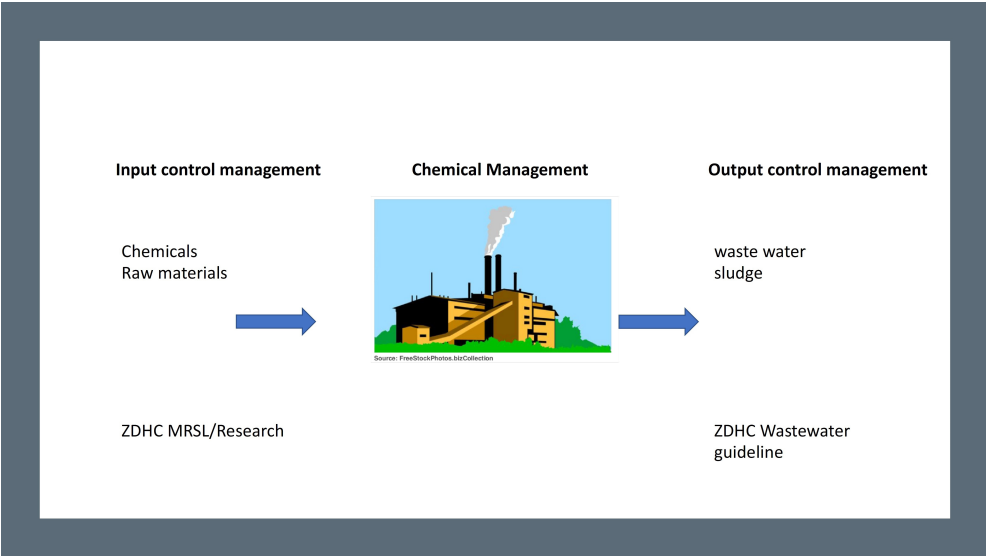 Input control management
Chemical Management
Output control management
Chemicals
Raw materials
waste water
sludge
Source: FreeStockPhotos.bizCollection
ZDHC MRSL/Research
ZDHC Wastewater
guideline